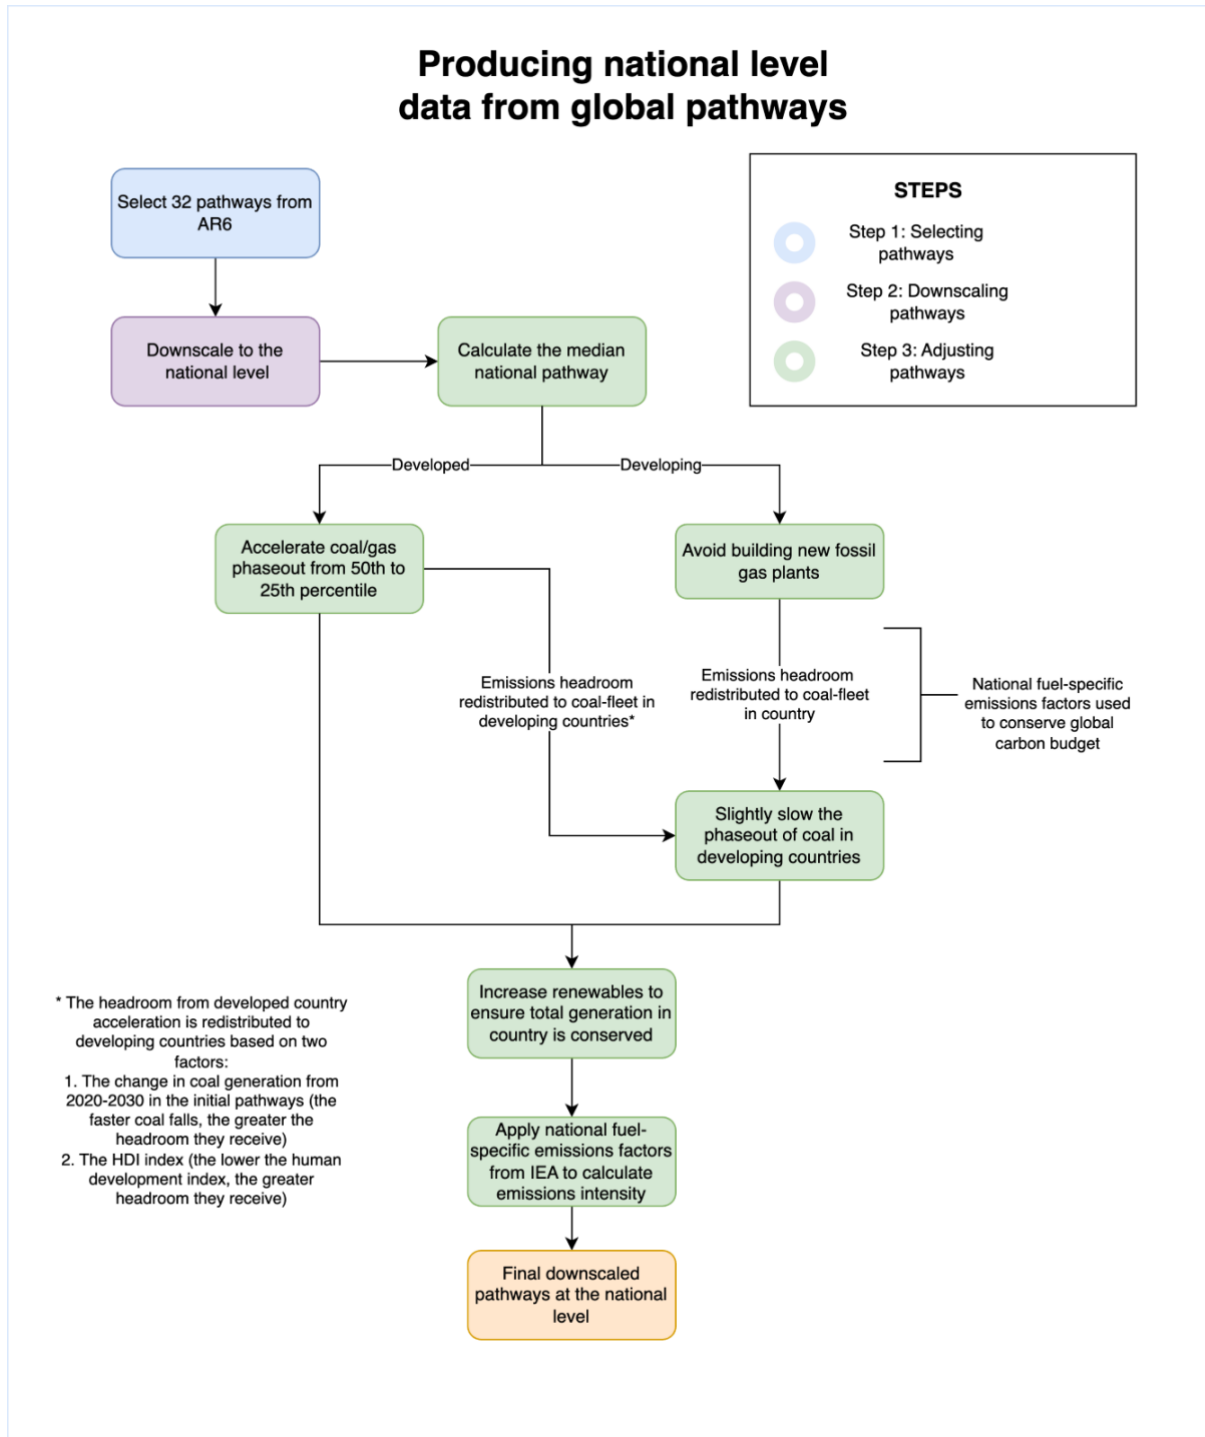 Producing national level
data from global pathways
Select 32 pathways from
AR6
STEPS
Step 1: Selecting
pathways
Step 2: Downscaling
pathways
Step 3: Adjusting
pathways
Downscale to the
national level
Calculate the median
national pathway
Developed
Developing
Accelerate coal/gas
phaseout from 50th to
25th percentile
Avoid building new fossil
gas plants
Emissions headroom
redistributed to coal-fleet in
developing countries*
Emissions headroom
redistributed to coal-fleet
in country
National fuel-specific
emissions factors used
to conserve global
carbon budget
Slightly slow the
phaseout of coal in
developing countries
Increase renewables to
ensure total generation in
country is conserved
* The headroom from developed country
acceleration is redistributed to
developing countries based on two
factors:
1. The change in coal generation from
2020-2030 in the initial pathways (the
faster coal falls, the greater the
headroom they receive)
2. The HDI index (the lower the human
development index, the greater
headroom they receive)
Apply national fuel-
specific emissions factors
from IEA to calculate
emissions intensity
Final downscaled
pathways at the national
level